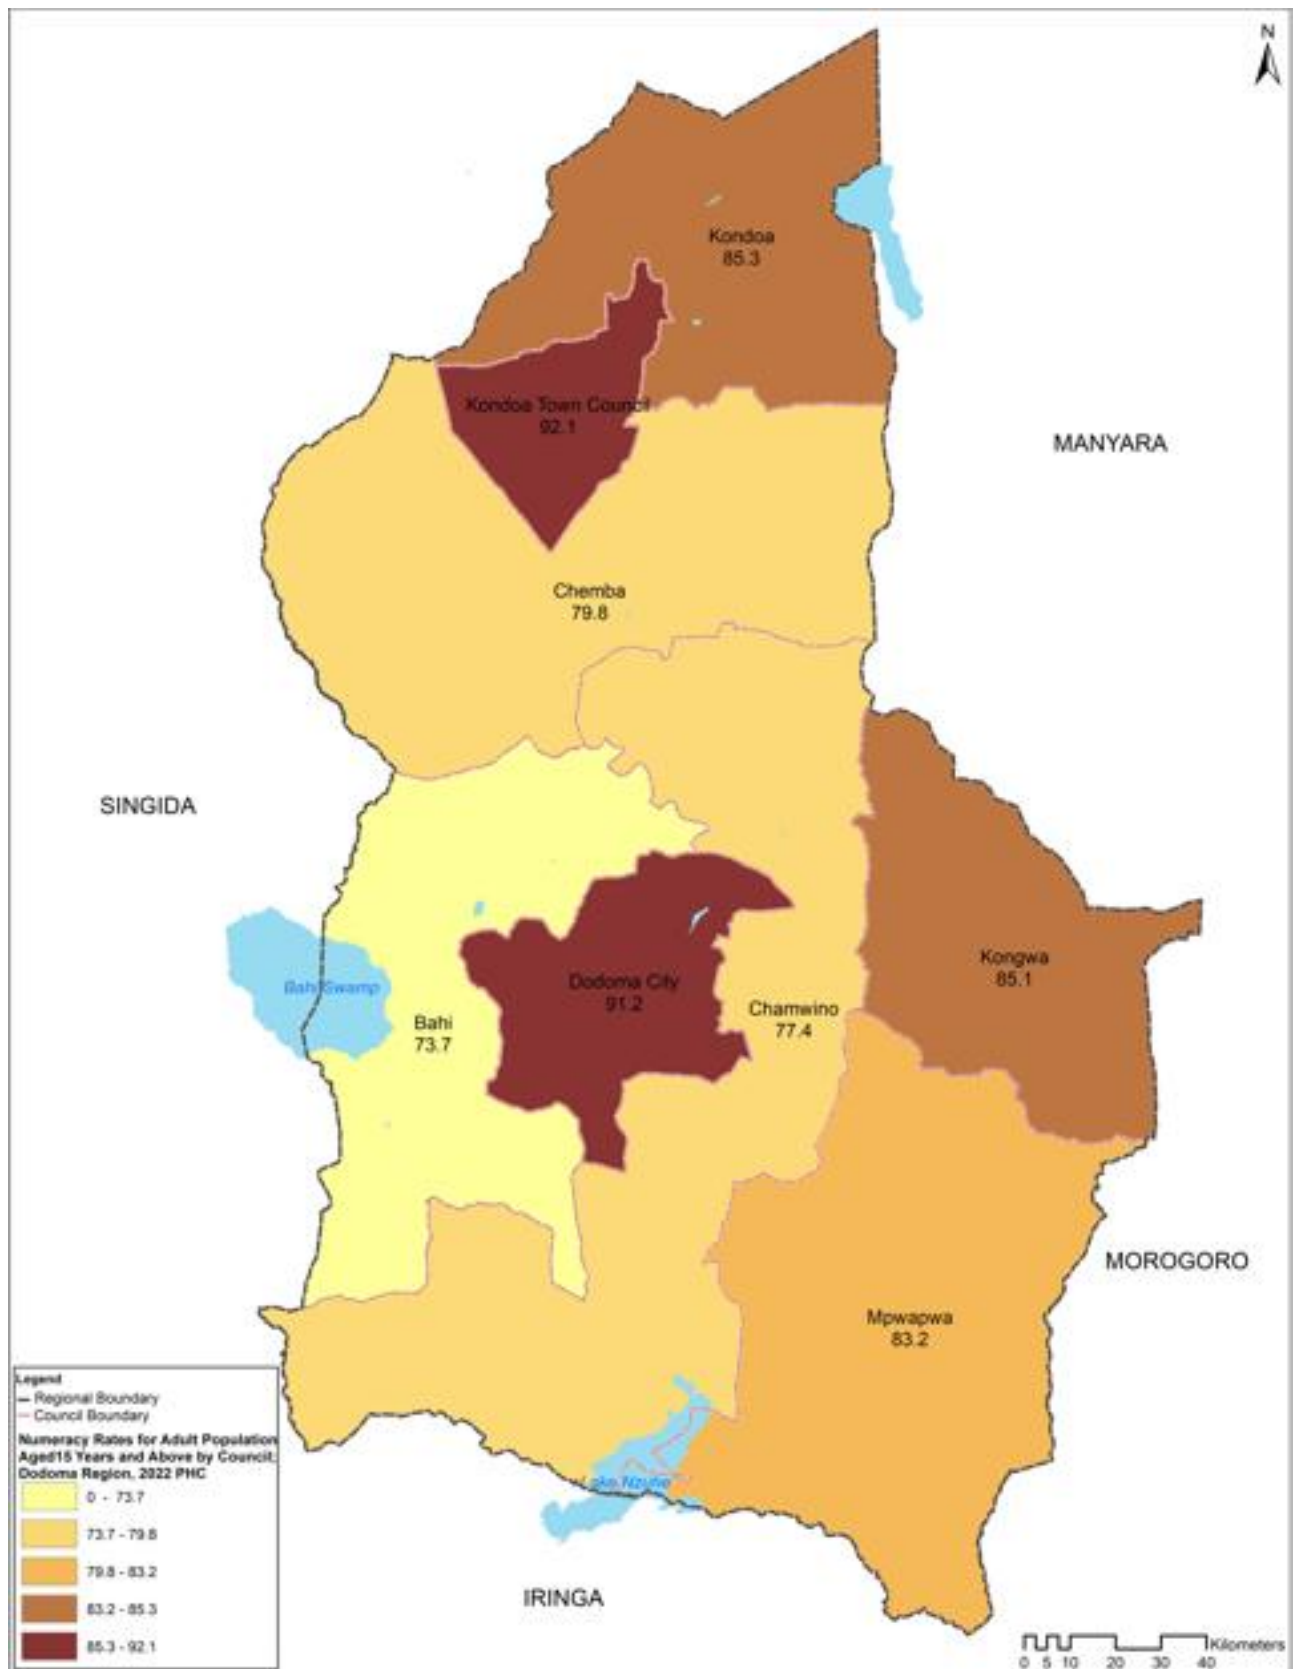 N
Kondoa
85.3
Kondoa Town Council
92.1
MANYARA
Chemba
79.8
SINGIDA
Kongwa
85.1
Dodoma City
91.2
Bahi Swamp
Chamwino
77.4
Bahi
73.7
MOROGORO
Mpwapwa
83.2
Legend
Regional Boundary
Council Boundary
Numeracy Rates for Adult Population
Aged15 Years and Above by Council;
Dodoma Region, 2022 PHC
0 - 73.7
73.7 - 79.8
79.8 - 83.2
83.2 - 85.3
85.3 - 92.1
Lake Nzuhe
IRINGA
Kilometers
0 5 10 20 30 40